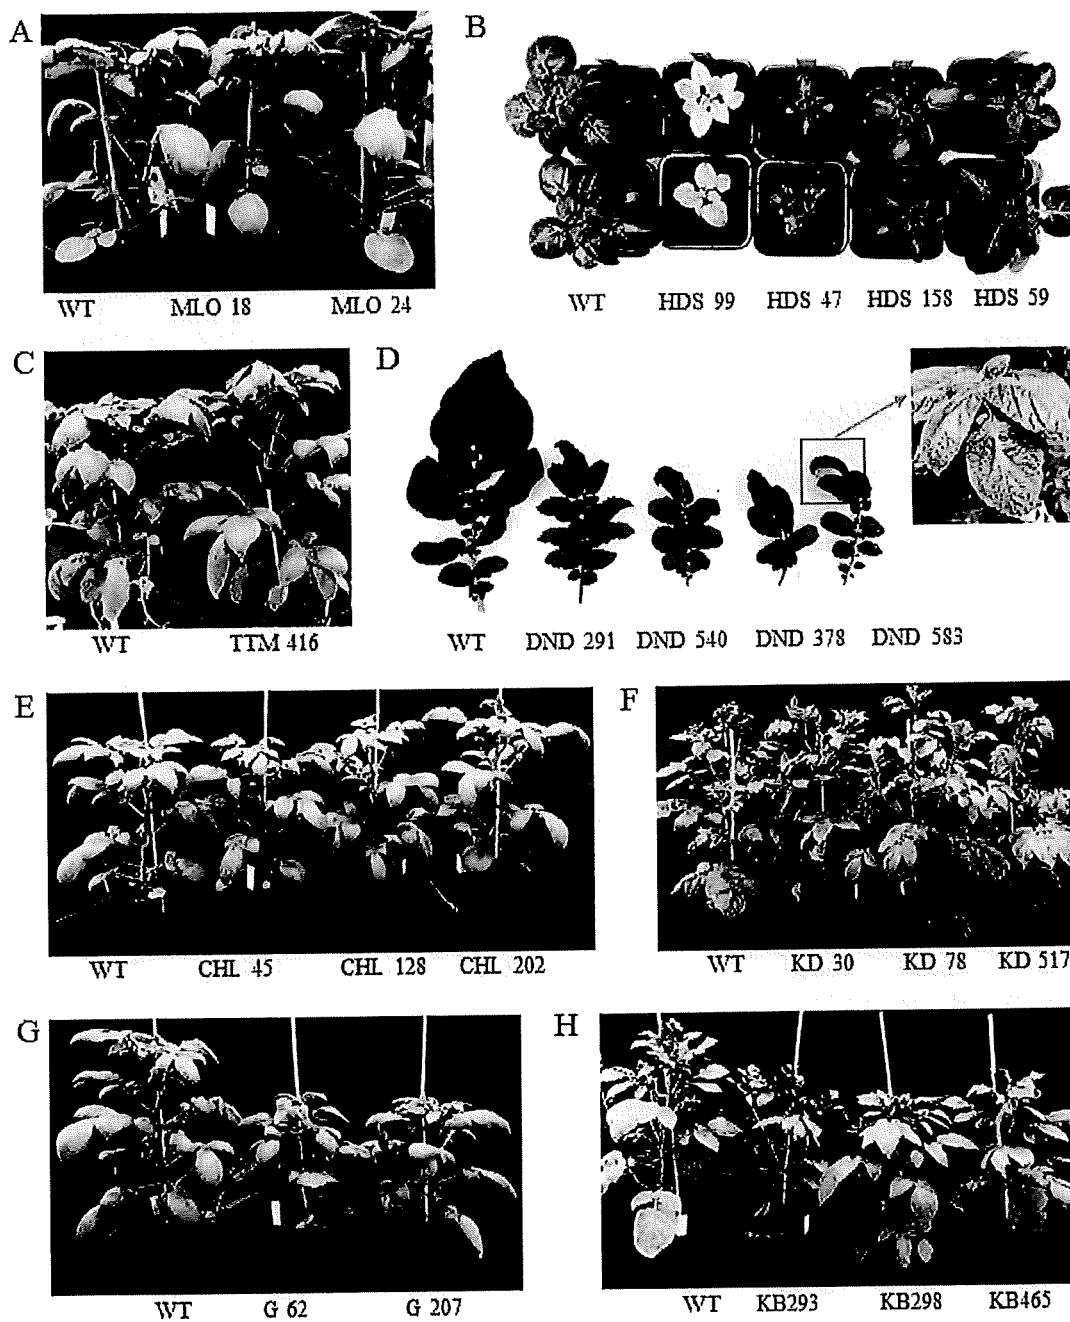 A
B
WT MLO 18 MLO 24
WT HDS 99 HDS 47 HDS 158 HDS 59
C
D
WT TTM 416
WT DND 291 DND 540 DND 378 DND 583
E
F
WT CHL 45 CHL 128 CHL 202
WT KD 30 KD 78 KD 517
G
H
WT G 62 G 207
WT KB293 KB298 KB465